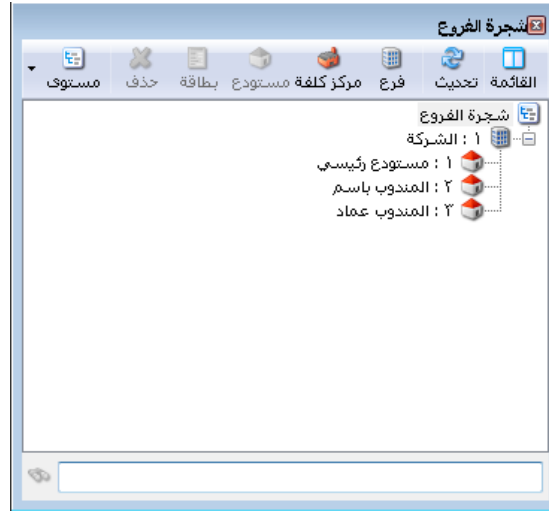 شجرة الفروع
القائمة تحديث فرع مركز كلفة مستودع بطاقة حذف مستوى
شجرة الفروع
١ : الشركة
١ : مستودع رئيسي
٢ : المندوب باسم
٣ : المندوب عماد